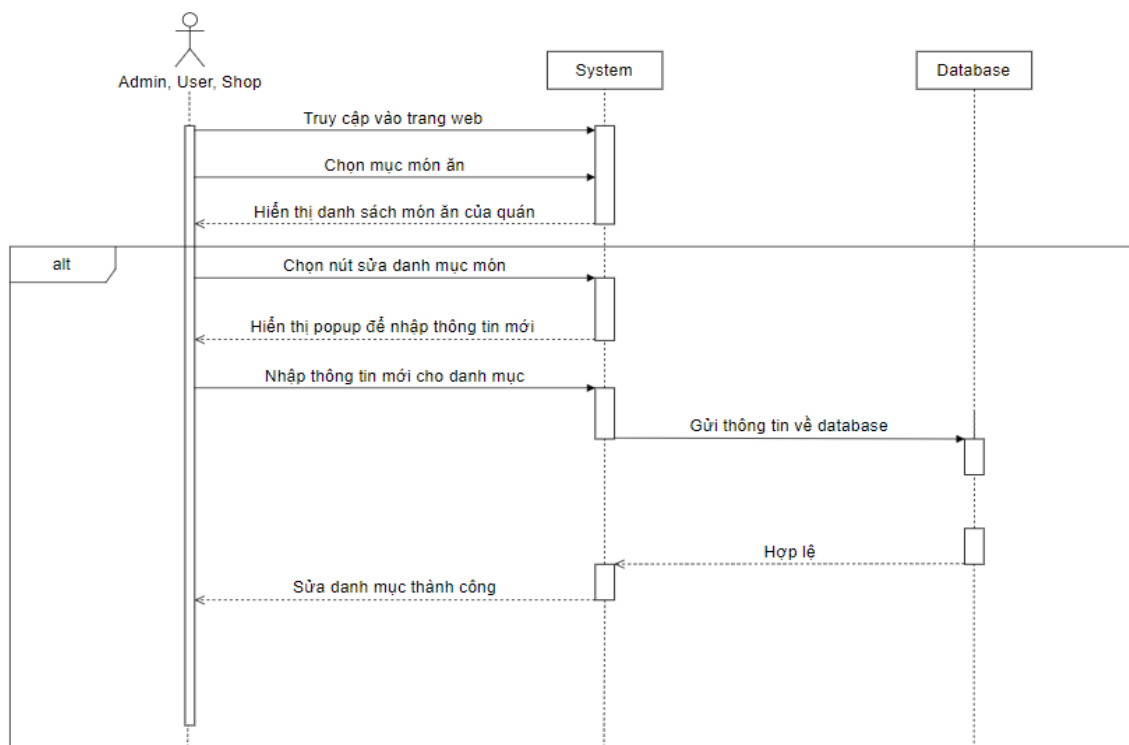 Admin, User, Shop
System
Database
Truy cập vào trang web
Chọn mục món ăn
Hiển thị danh sách món ăn của quán
alt
Chọn nút sửa danh mục món
Hiển thị popup để nhập thông tin mới
Nhập thông tin mới cho danh mục
Gửi thông tin về database
Hợp lệ
Sửa danh mục thành công